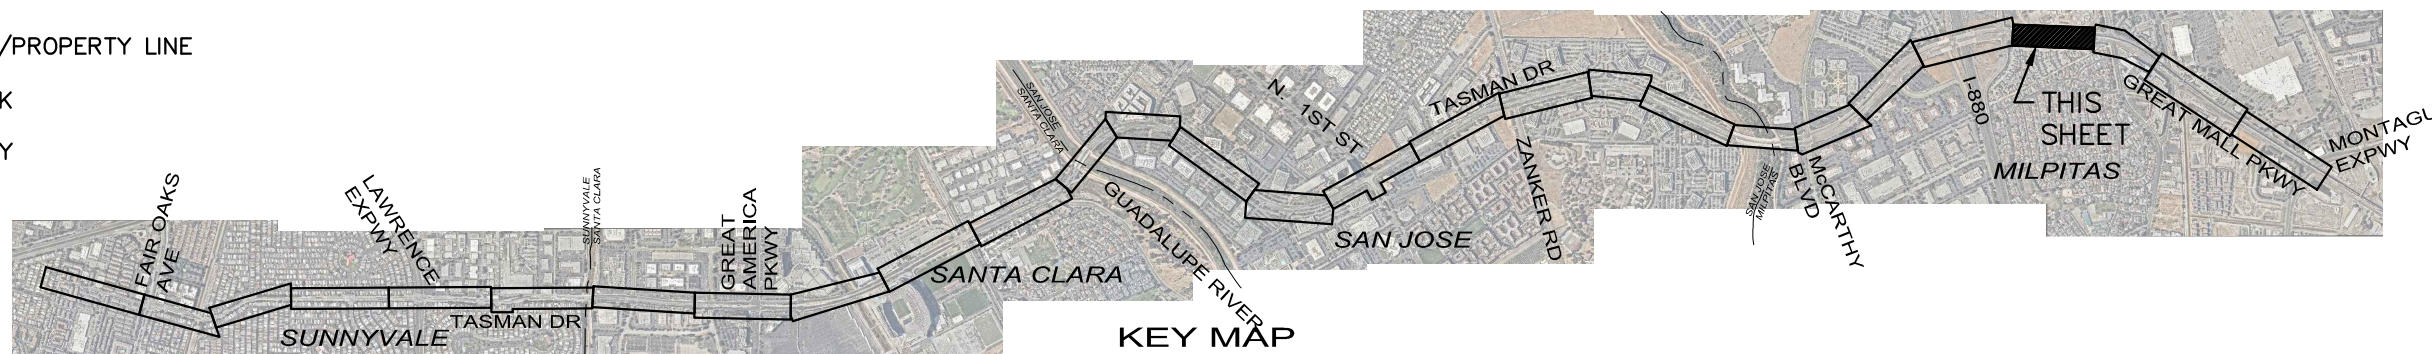 /PROPERTY LINE
K
Y
FAIR OAKS
AVE
LAWRENCE
EXPWY
SUNNYVALE
SANTA CLARA
GREAT
AMERICA
PKWY
TASMAN DR
SUNNYVALE
SANTA CLARA
SAN JOSE
SANTA CLARA
GUADALUPE RIVER
KEY MAP
N. 1ST ST
SAN JOSE
TASMAN DR
ZANKER RD
SAN JOSE
MILPITAS
McCARTHY
BLVD
I-880
THIS
SHEET
MILPITAS
GREAT MALL PKWY
MONTAGU
EXPWY